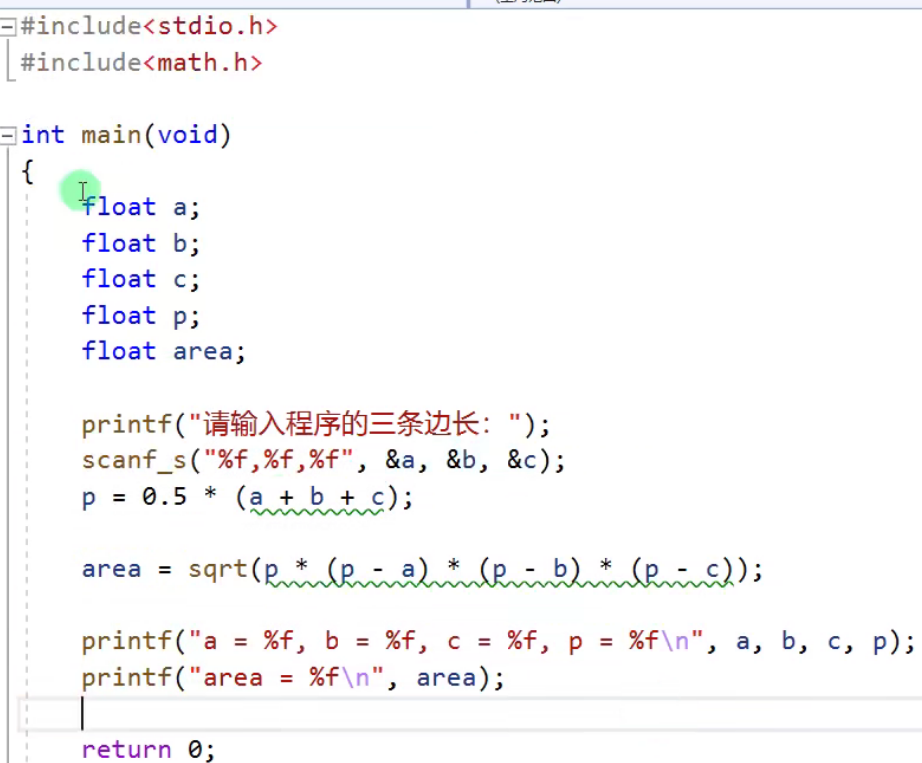 #include<stdio.h>
#include<math.h>
int main(void)
{
float a;
float b;
float c;
float p;
float area;
printf("请输入程序的三条边长：");
scanf_s("%f,%f,%f", &a, &b, &c);
p = 0.5 * (a + b + c);
area = sqrt(p * (p - a) * (p - b) * (p - c));
printf("a = %f, b = %f, c = %f, p = %f\n", a, b, c, p);
printf("area = %f\n", area);
return 0;